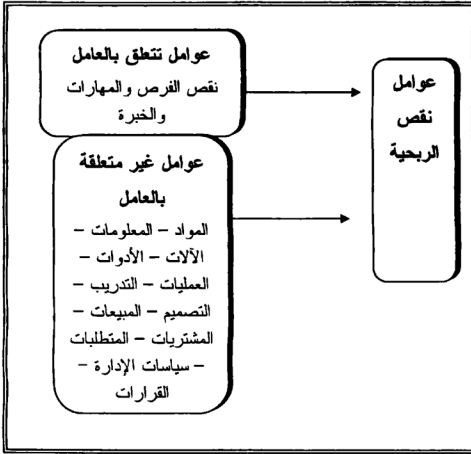 عوامل تتعلق بالعامل
نقص الفرص والمهارات
والخبرة
عوامل غير متعلقة
بالعامل
المواد – المعلومات –
الآلات – الأدوات –
العمليات – التدريب –
التصميم – المبيعات –
المشتريات – المتطلبات
– سياسات الإدارة –
القرارات
عوامل
نقص
الربحية